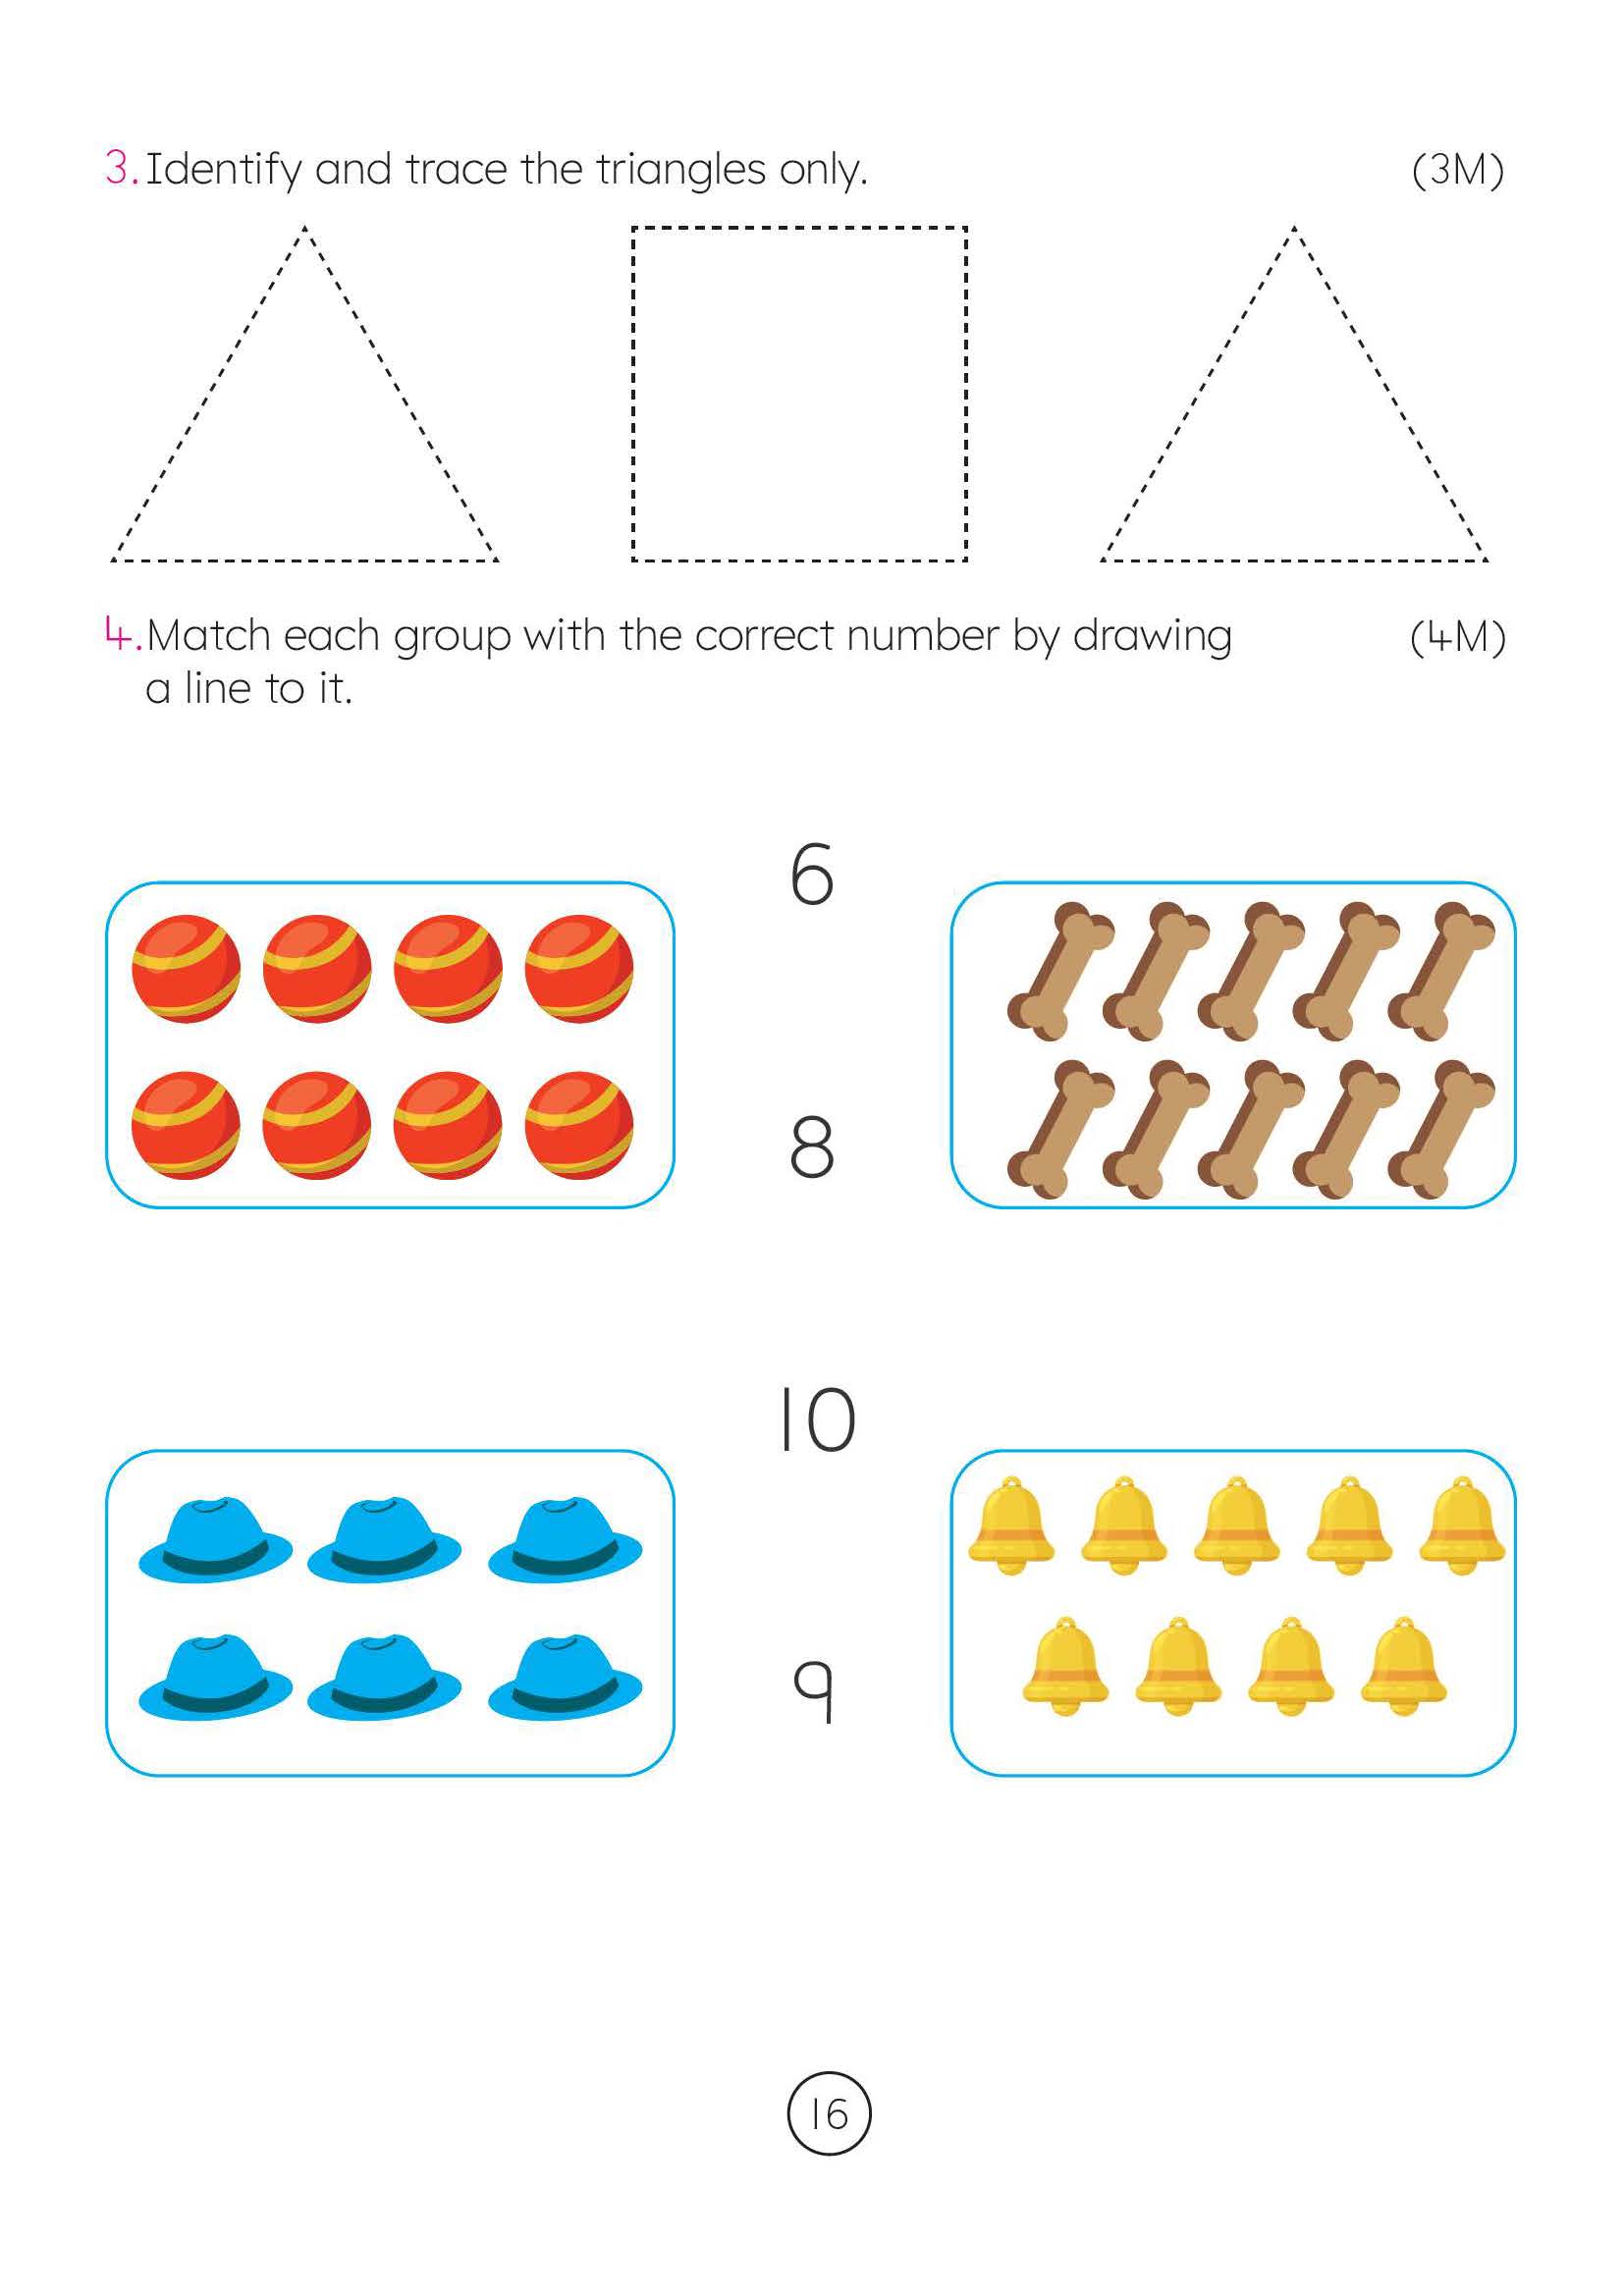 3. Identify and trace the triangles only. (3M)
4. Match each group with the correct number by drawing (4M)
a line to it.
6
8
10
9
16